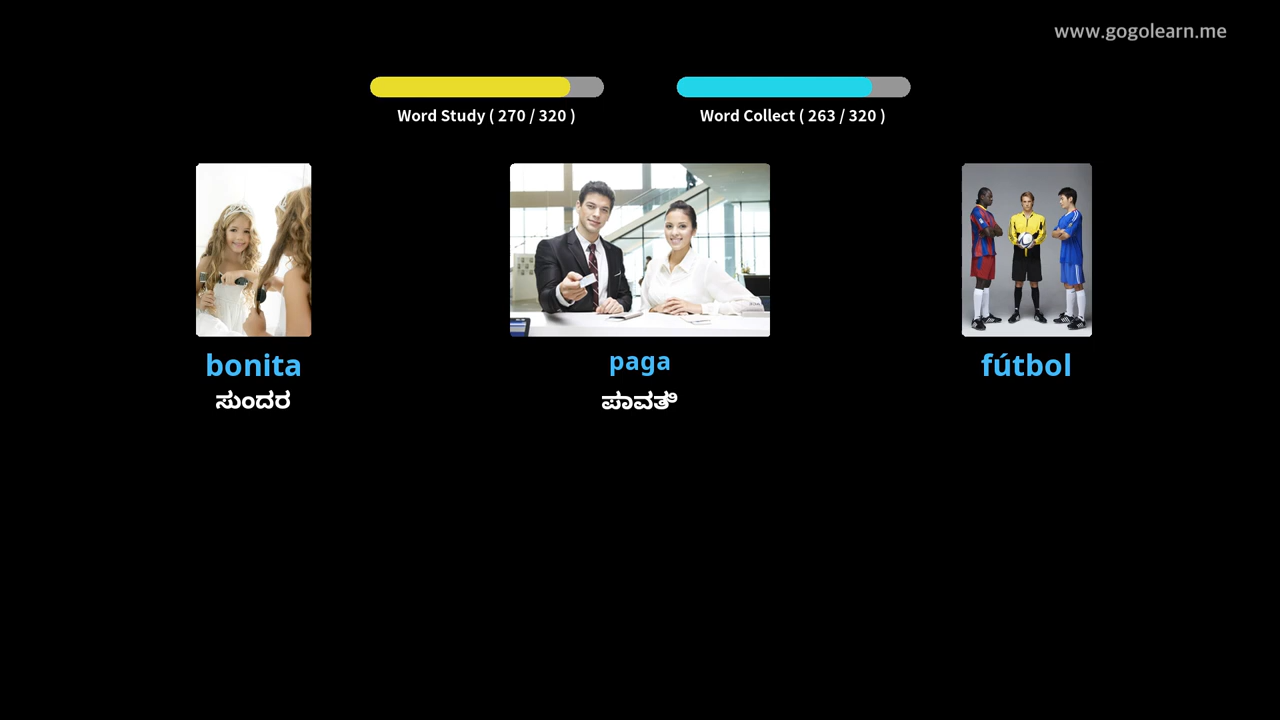 www.gogolearn.me
Word Study ( 270 / 320 )
Word Collect ( 263 / 320 )
bonita
paga
fútbol
ಸುಂದರ
ಪಾವತಿ